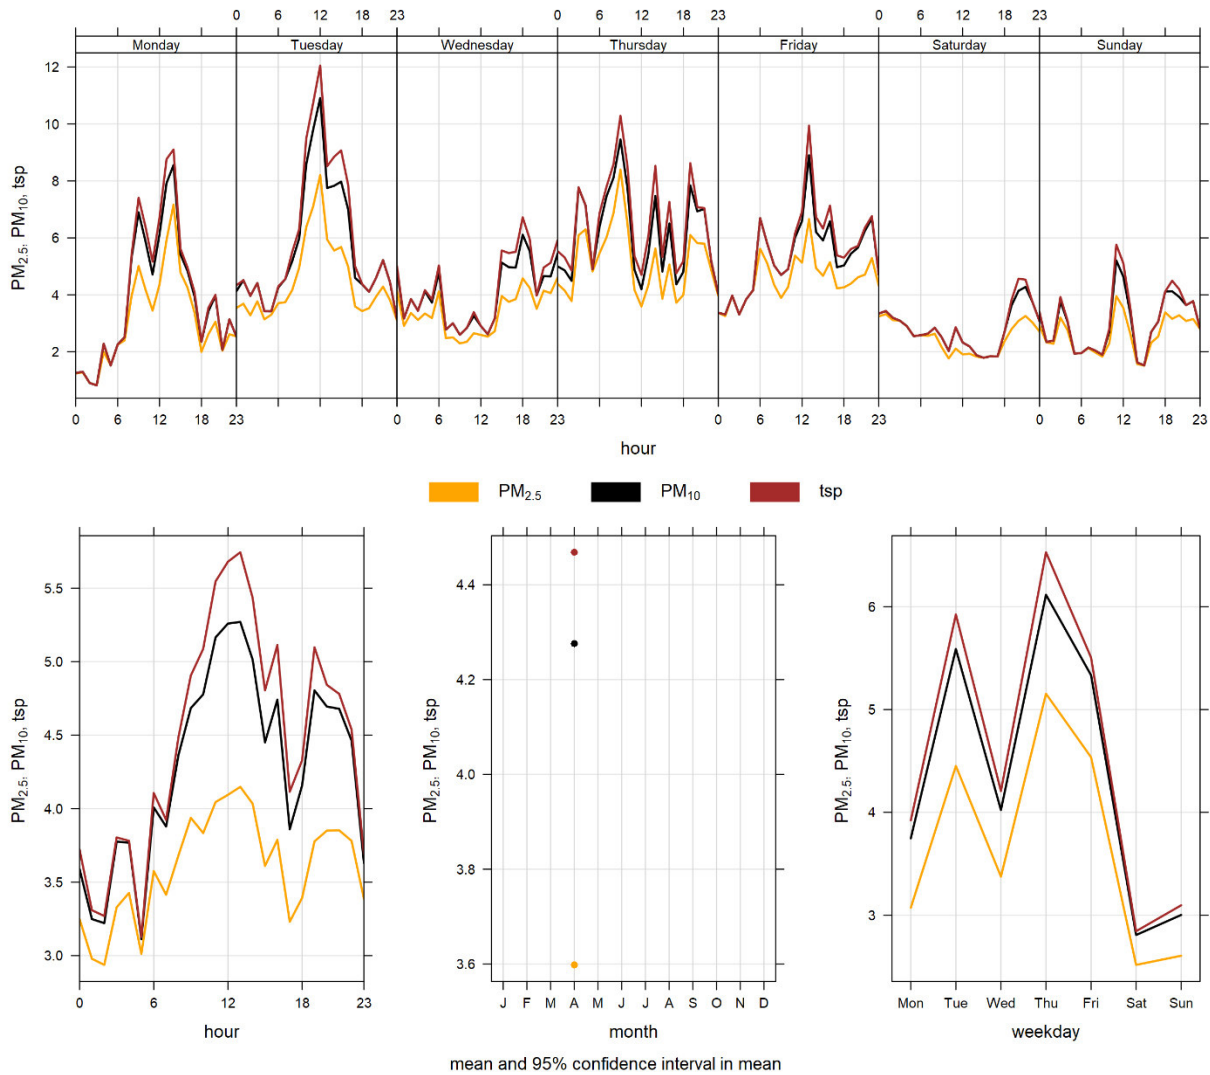 0 6 12 18 23 0 6 12 18 23 0 6 12 18 23
Monday Tuesday Wednesday Thursday Friday Saturday Sunday
12
10
8
6
4
2
PM2.5, PM10, tsp
0 6 12 18 23 0 6 12 18 23 0 6 12 18 23 0 6 12 18 23
hour
PM2.5 PM10 tsp
5.5
5.0
4.5
4.0
3.5
3.0
PM2.5, PM10, tsp
0 6 12 18 23
hour
4.4
4.2
4.0
3.8
3.6
PM2.5, PM10, tsp
J F M A M J J A S O N D
month
6
5
4
3
PM2.5, PM10, tsp
Mon Tue Wed Thu Fri Sat Sun
weekday
mean and 95% confidence interval in mean